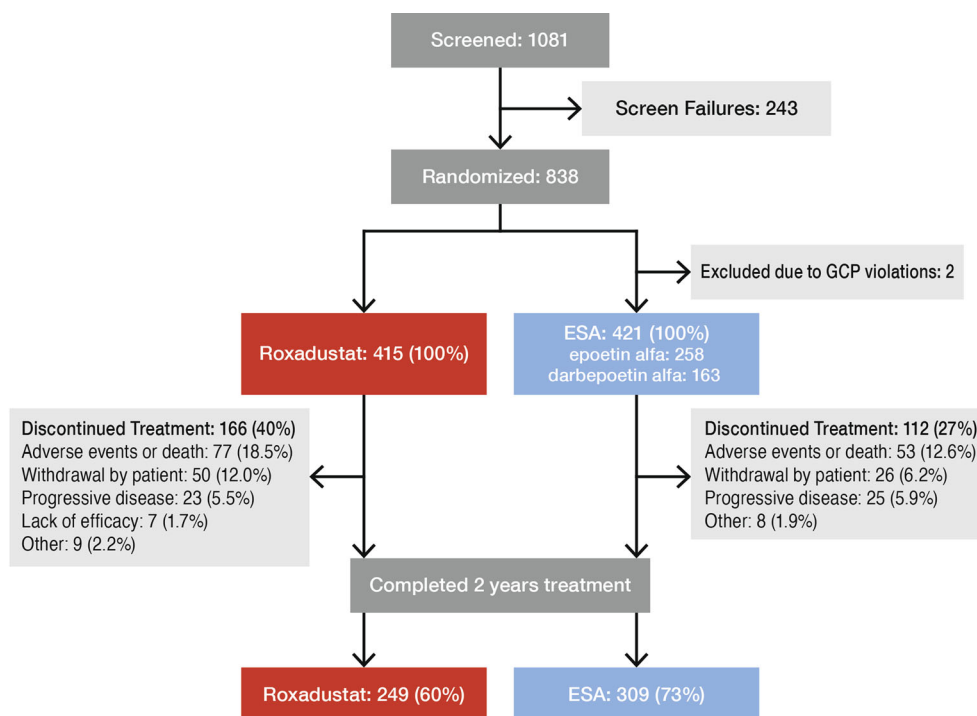 Screened: 1081
Screen Failures: 243
Randomized: 838
Excluded due to GCP violations: 2
Roxadustat: 415 (100%)
ESA: 421 (100%)
epoetin alfa: 258
darbepoetin alfa: 163
Discontinued Treatment: 166 (40%)
Adverse events or death: 77 (18.5%)
Withdrawal by patient: 50 (12.0%)
Progressive disease: 23 (5.5%)
Lack of efficacy: 7 (1.7%)
Other: 9 (2.2%)
Discontinued Treatment: 112 (27%)
Adverse events or death: 53 (12.6%)
Withdrawal by patient: 26 (6.2%)
Progressive disease: 25 (5.9%)
Other: 8 (1.9%)
Completed 2 years treatment
Roxadustat: 249 (60%)
ESA: 309 (73%)